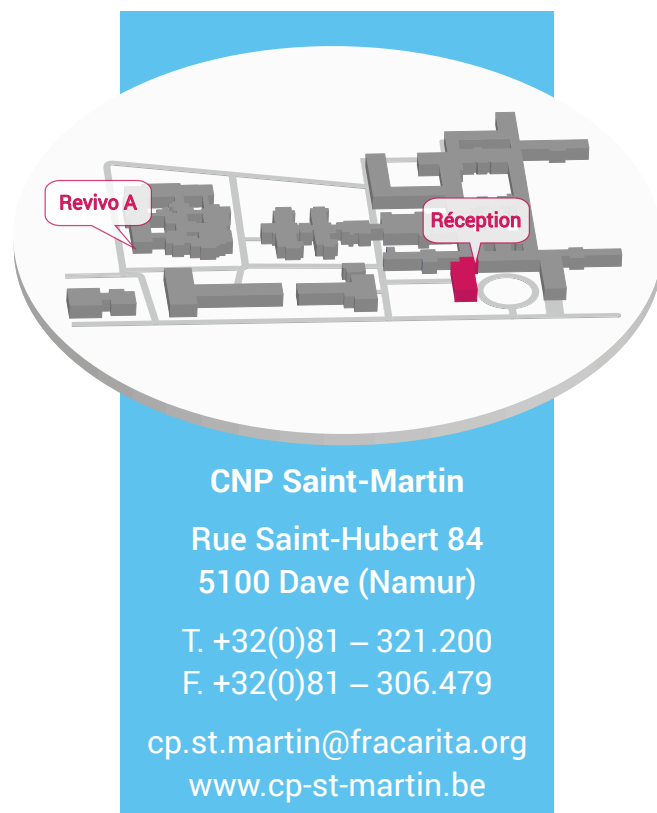 Revivo A
Réception
CNP Saint-Martin
Rue Saint-Hubert 84
5100 Dave (Namur)
T. +32(0)81 – 321.200
F. +32(0)81 – 306.479
cp.st.martin@fracarita.org
www.cp-st-martin.be